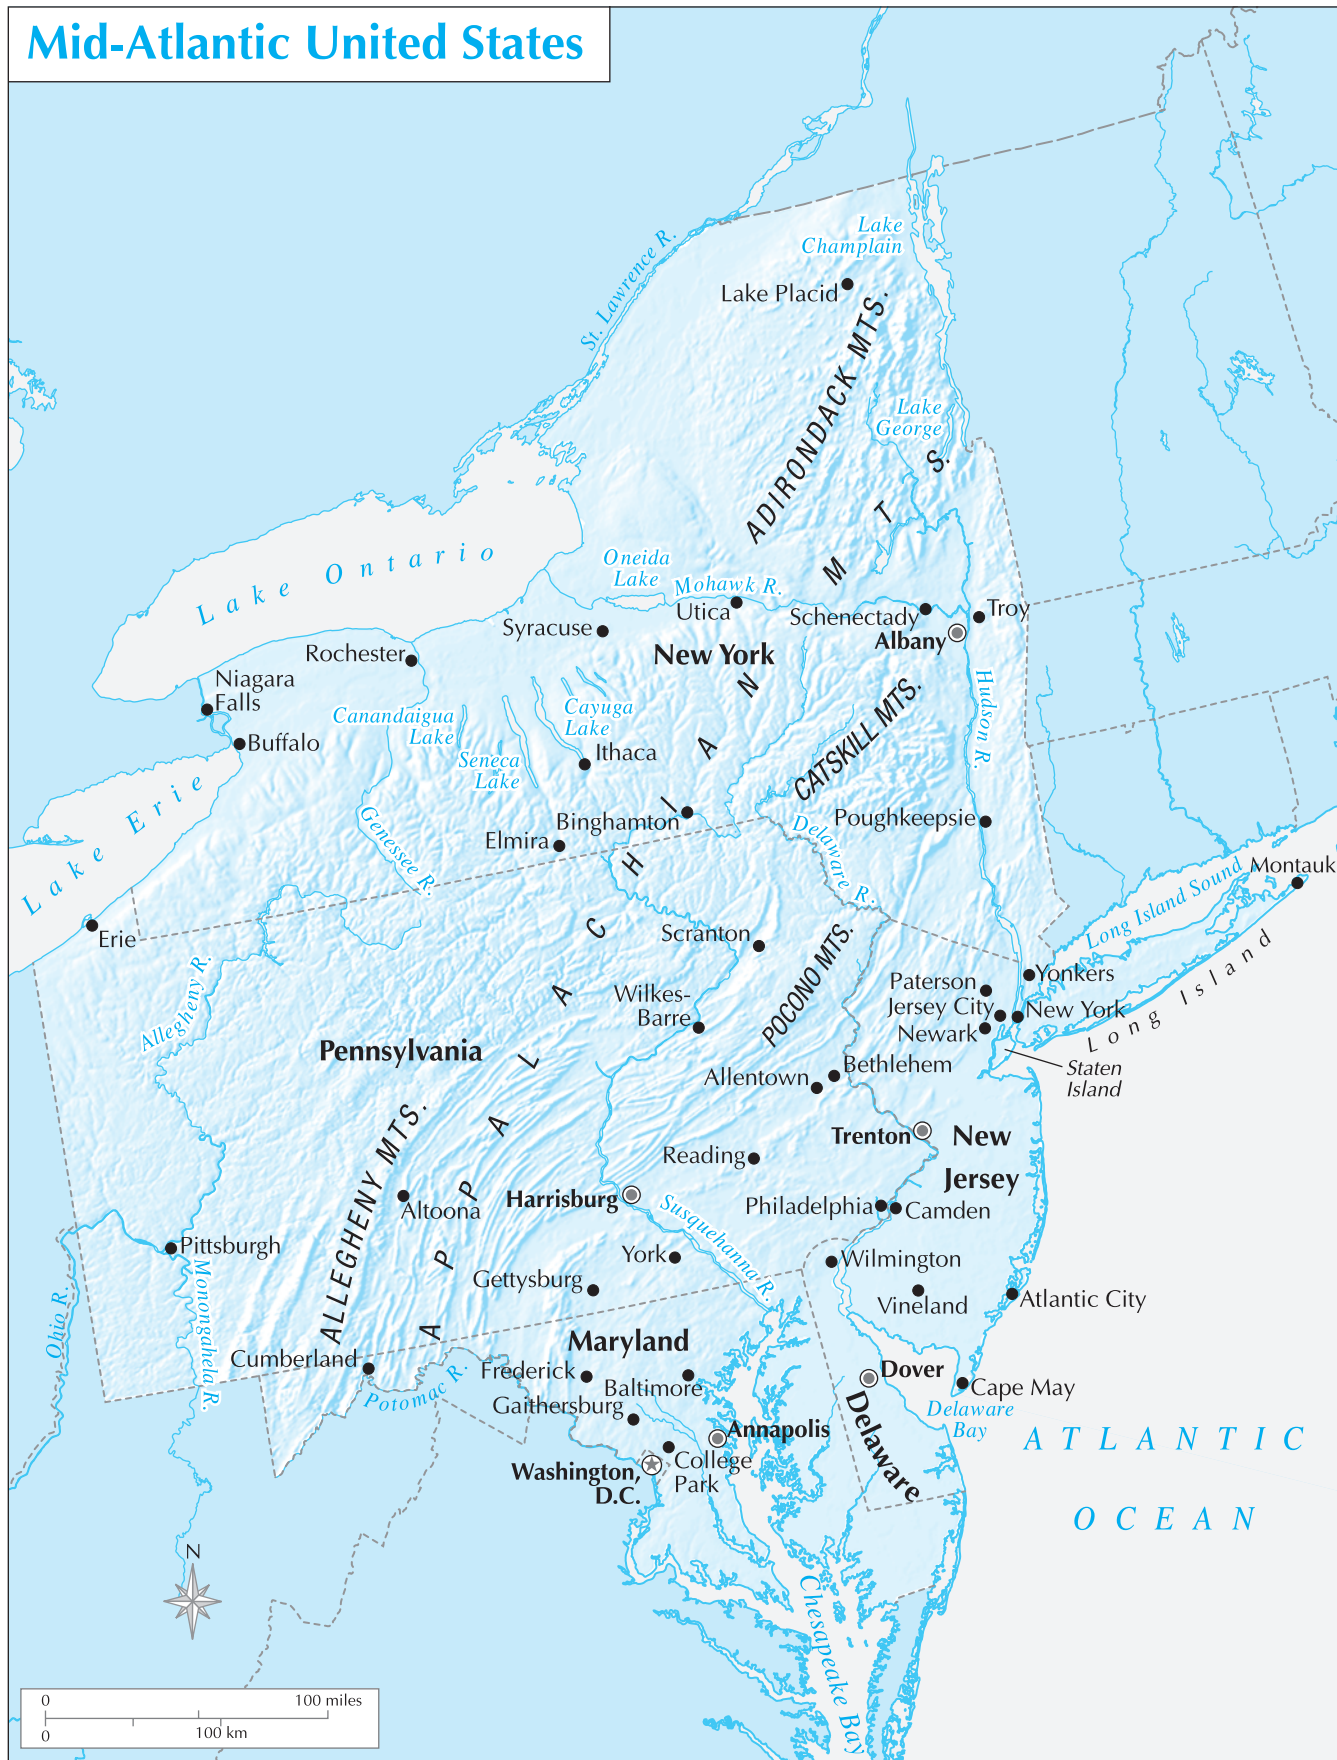 Mid-Atlantic United States
Lake
Champlain
St. Lawrence R.
Lake Placid
ADIRONDACK MTS.
Lake
George
Lake Ontario
Oneida
Lake
Mohawk R.
Utica
Schenectady
Troy
Albany
Syracuse
New York
Rochester
Niagara
Falls
Buffalo
Canandaigua
Lake
Cayuga
Lake
Seneca
Lake
Ithaca
CATSKILL MTS.
Hudson R.
Lake Erie
Genessee R.
Elmira
Binghamton
Delaware R.
Poughkeepsie
Montauk
Long Island Sound
Long Island
Erie
Allegheny R.
Scranton
Wilkes-
Barre
POCONO MTS.
Yonkers
Paterson
Jersey City
New York
Newark
Staten
Island
Pennsylvania
APPALACHIAN MTS.
ALLEGHENY MTS.
Allentown
Bethlehem
Trenton
New
Jersey
Reading
Harrisburg
Altoona
Philadelphia
Camden
Susquehanna R.
Pittsburgh
Monongahela R.
Ohio R.
York
Gettysburg
Wilmington
Vineland
Atlantic City
Maryland
Cumberland
Potomac R.
Frederick
Baltimore
Gaithersburg
Dover
Cape May
Delaware
Bay
Delaware
Annapolis
College
Park
Washington,
D.C.
ATLANTIC
OCEAN
Chesapeake Bay
N
0
100 miles
0
100 km